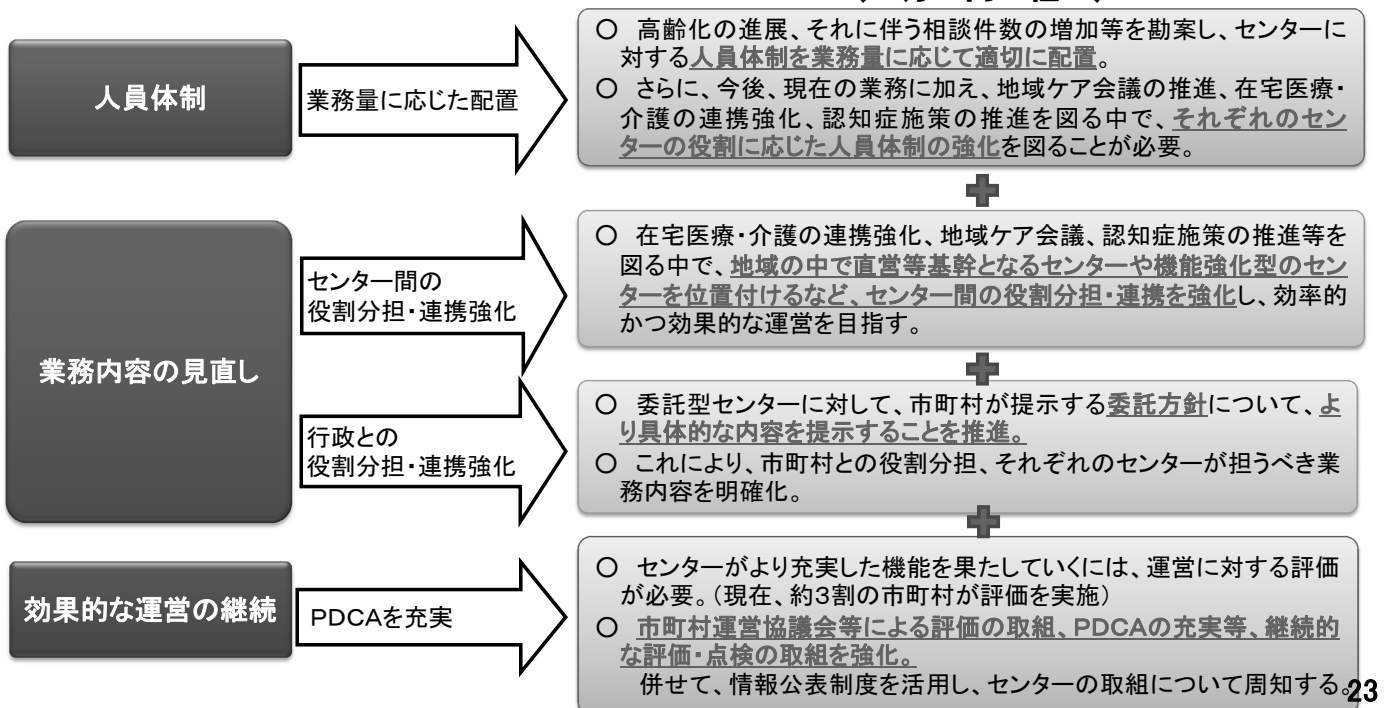 人員体制
業務量に応じた配置
○ 高齢化の進展、それに伴う相談件数の増加等を勘案し、センターに
対する人員体制を業務量に応じて適切に配置。
○ さらに、今後、現在の業務に加え、地域ケア会議の推進、在宅医療・
介護の連携強化、認知症施策の推進を図る中で、それぞれのセン
ターの役割に応じた人員体制の強化を図ることが必要。
業務内容の見直し
センター間の
役割分担・連携強化
○ 在宅医療・介護の連携強化、地域ケア会議、認知症施策の推進等を
図る中で、地域の中で直営等基幹となるセンターや機能強化型のセン
ターを位置付けるなど、センター間の役割分担・連携を強化し、効率的
かつ効果的な運営を目指す。
行政との
役割分担・連携強化
○ 委託型センターに対して、市町村が提示する委託方針について、よ
り具体的な内容を提示することを推進。
○ これにより、市町村との役割分担、それぞれのセンターが担うべき業
務内容を明確化。
効果的な運営の継続
PDCAを充実
○ センターがより充実した機能を果たしていくには、運営に対する評価
が必要。(現在、約3割の市町村が評価を実施)
○ 市町村運営協議会等による評価の取組、PDCAの充実等、継続的
な評価・点検の取組を強化。
併せて、情報公表制度を活用し、センターの取組について周知する。
23